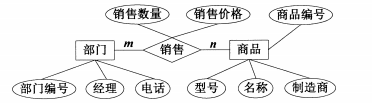 销售数量 销售价格 商品编号
部门 m 销售 n 商品
部门编号 经理 电话 型号 名称 制造商